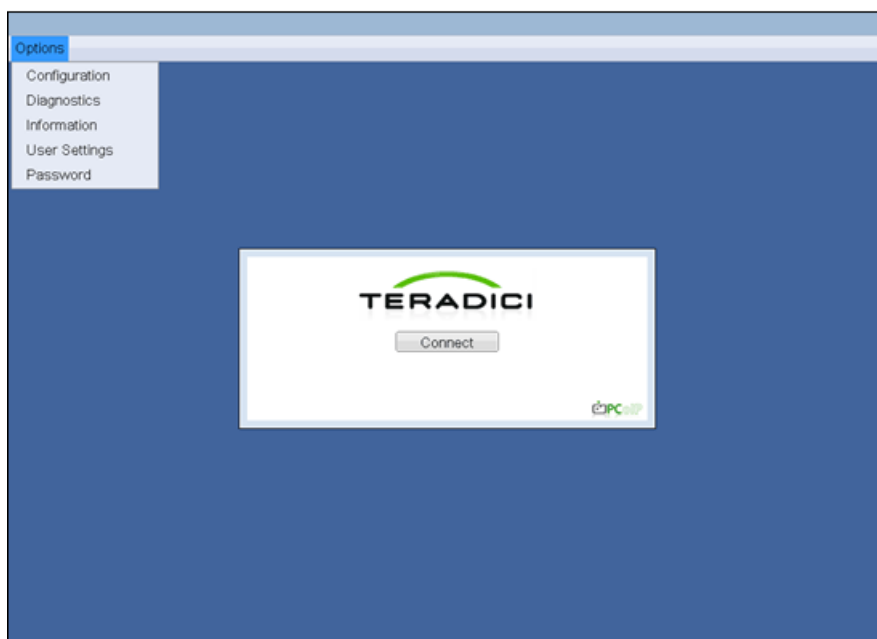 Options
Configuration
Diagnostics
Information
User Settings
Password
TERADICI
Connect
PCoIP